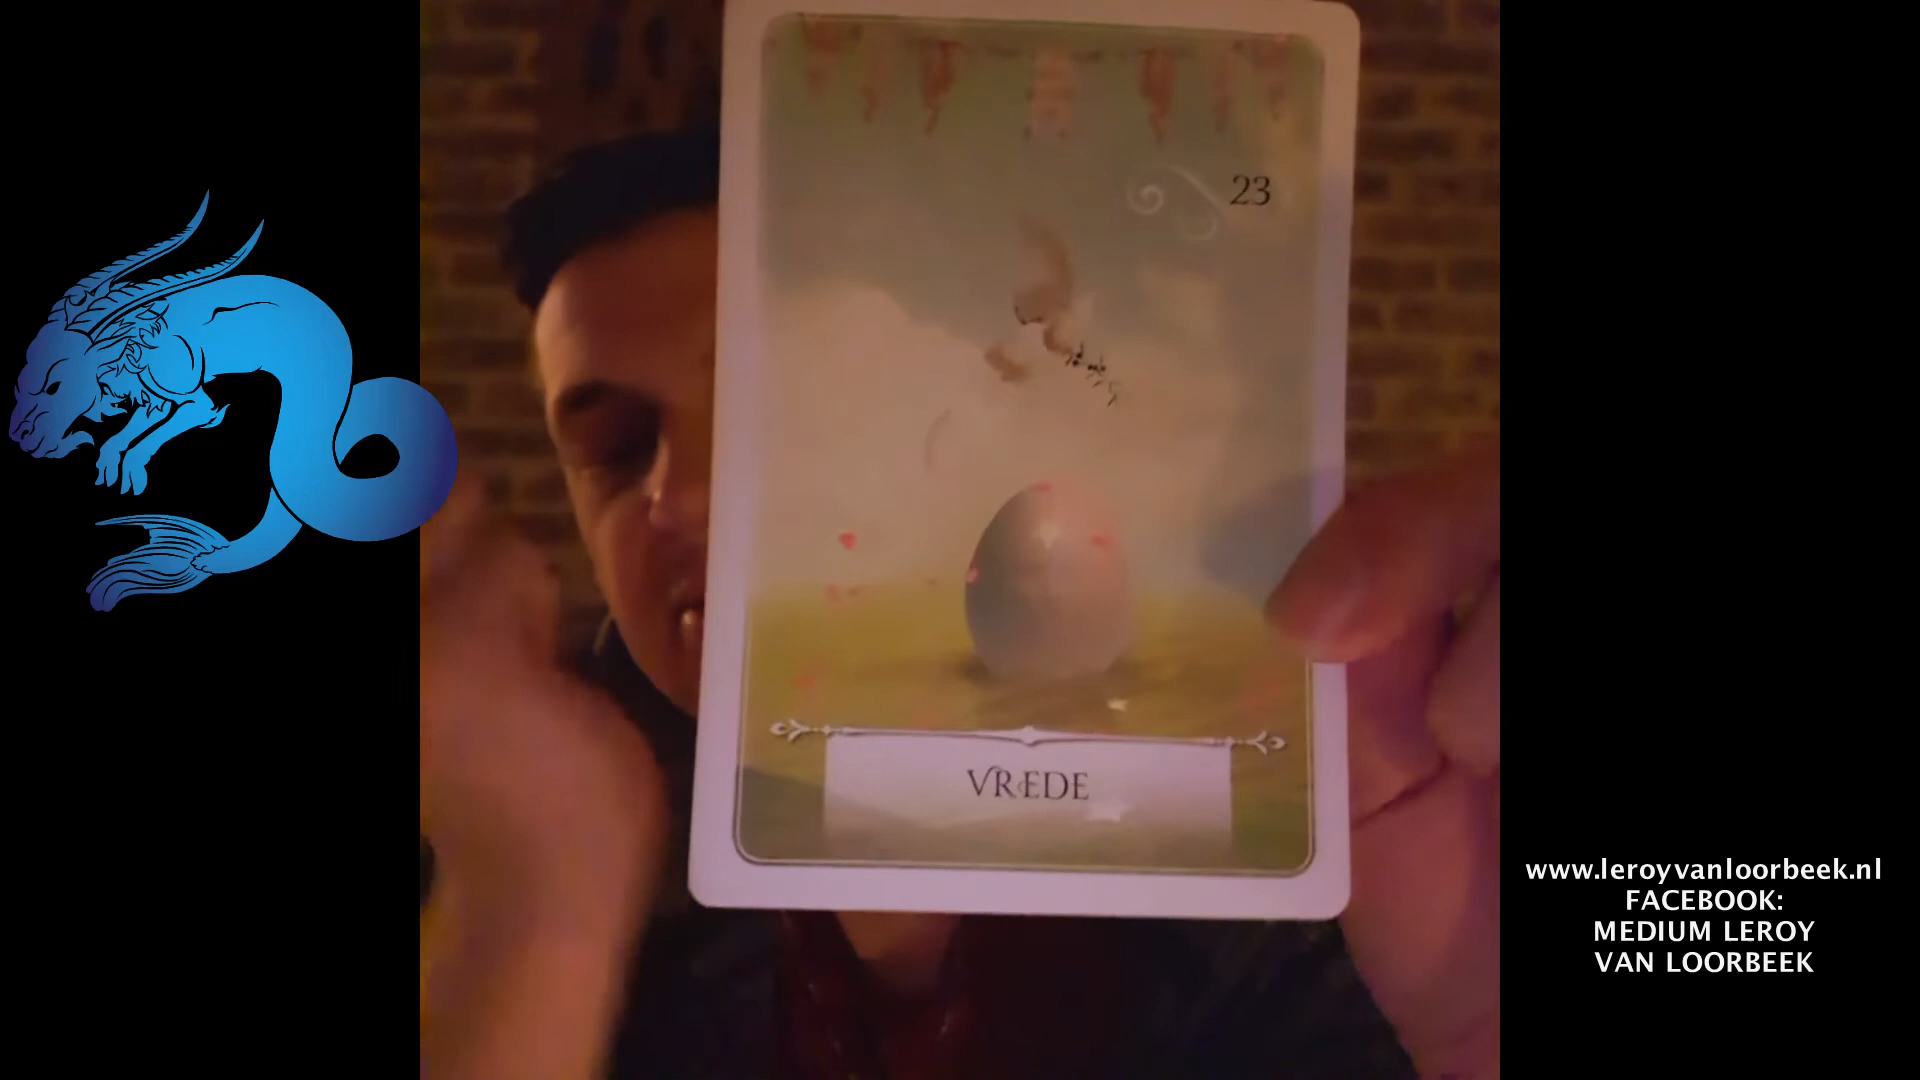 23
VREDE
www.leroyvanloorbeek.nl
FACEBOOK:
MEDIUM LEROY
VAN LOORBEEK